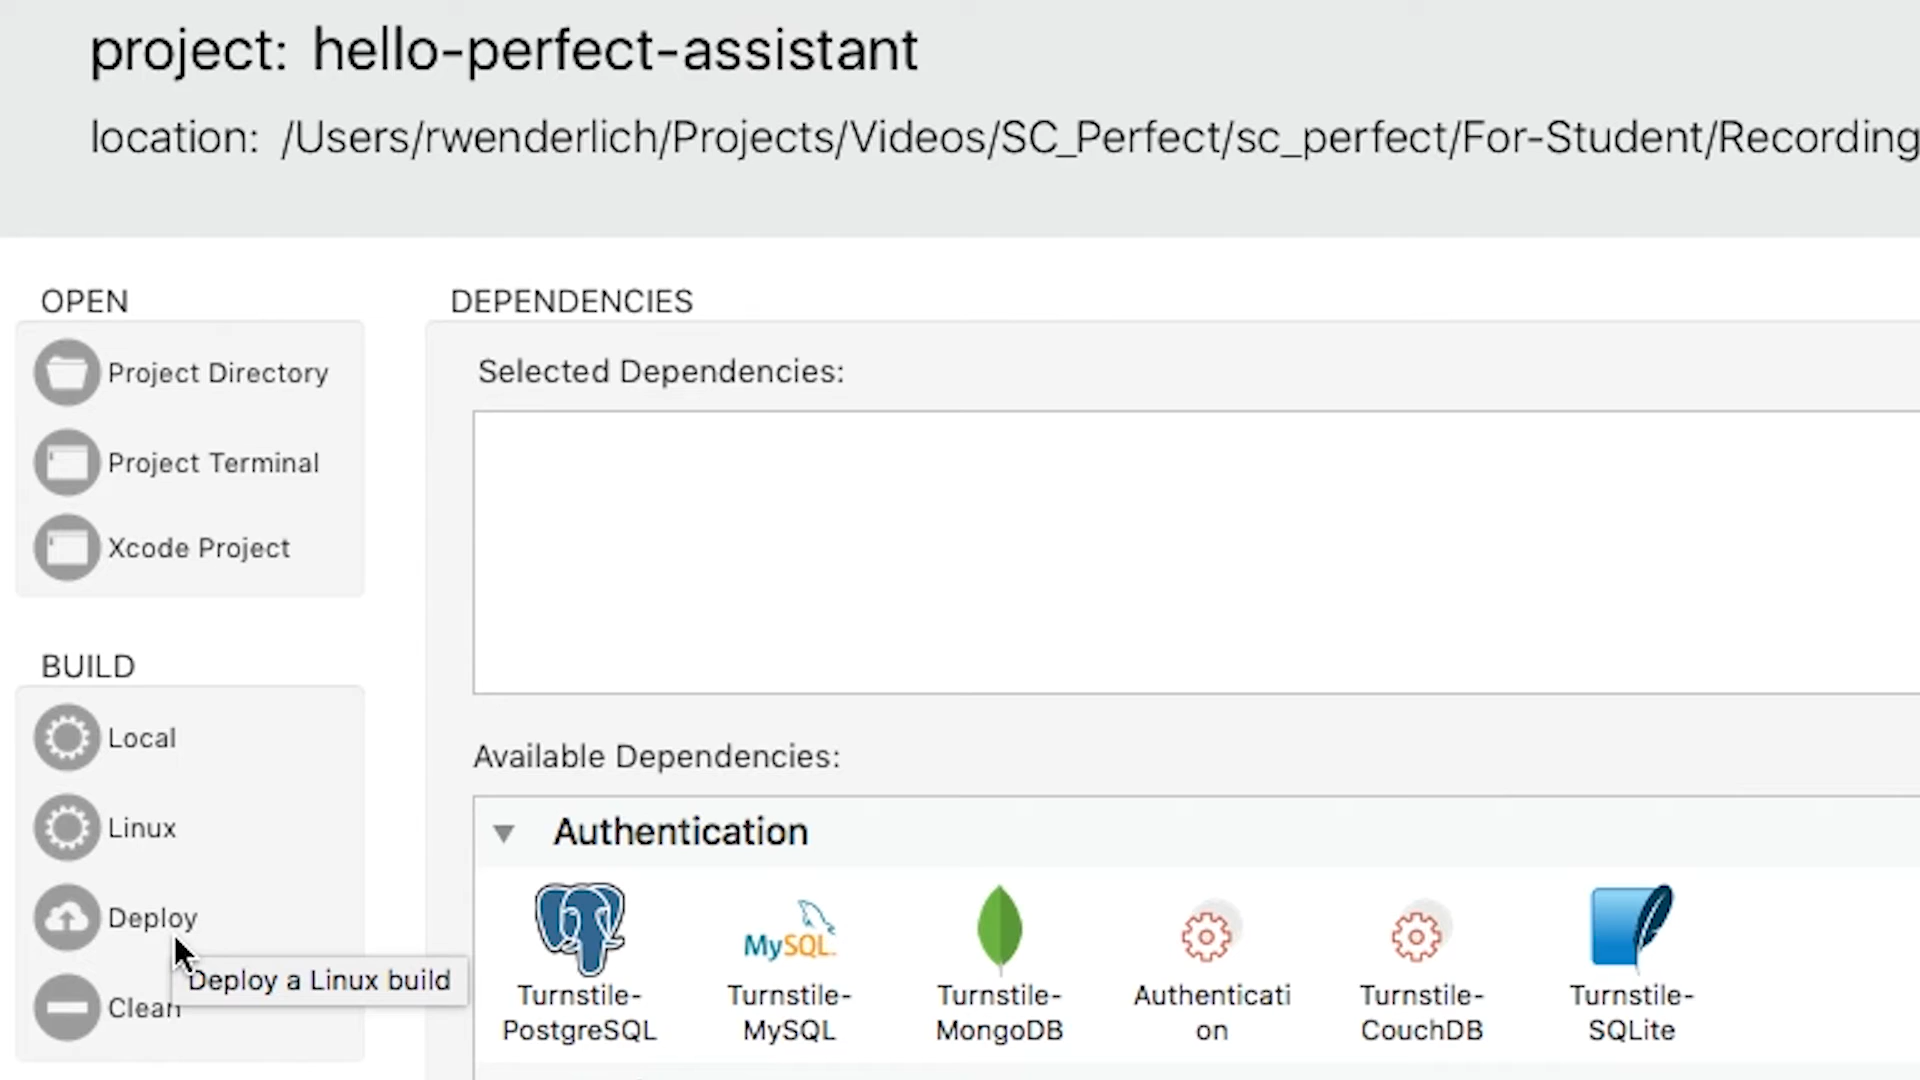 project: hello-perfect-assistant
location: /Users/rwenderlich/Projects/Videos/SC_Perfect/sc_perfect/For-Student/Recording
OPEN
Project Directory
Project Terminal
Xcode Project
BUILD
Local
Linux
Deploy
Deploy a Linux build
Clean
DEPENDENCIES
Selected Dependencies:
Available Dependencies:
Authentication
MySQL
Turnstile-
PostgreSQL
Turnstile-
MySQL
Turnstile-
MongoDB
Authenticati
on
Turnstile-
CouchDB
Turnstile-
SQLite